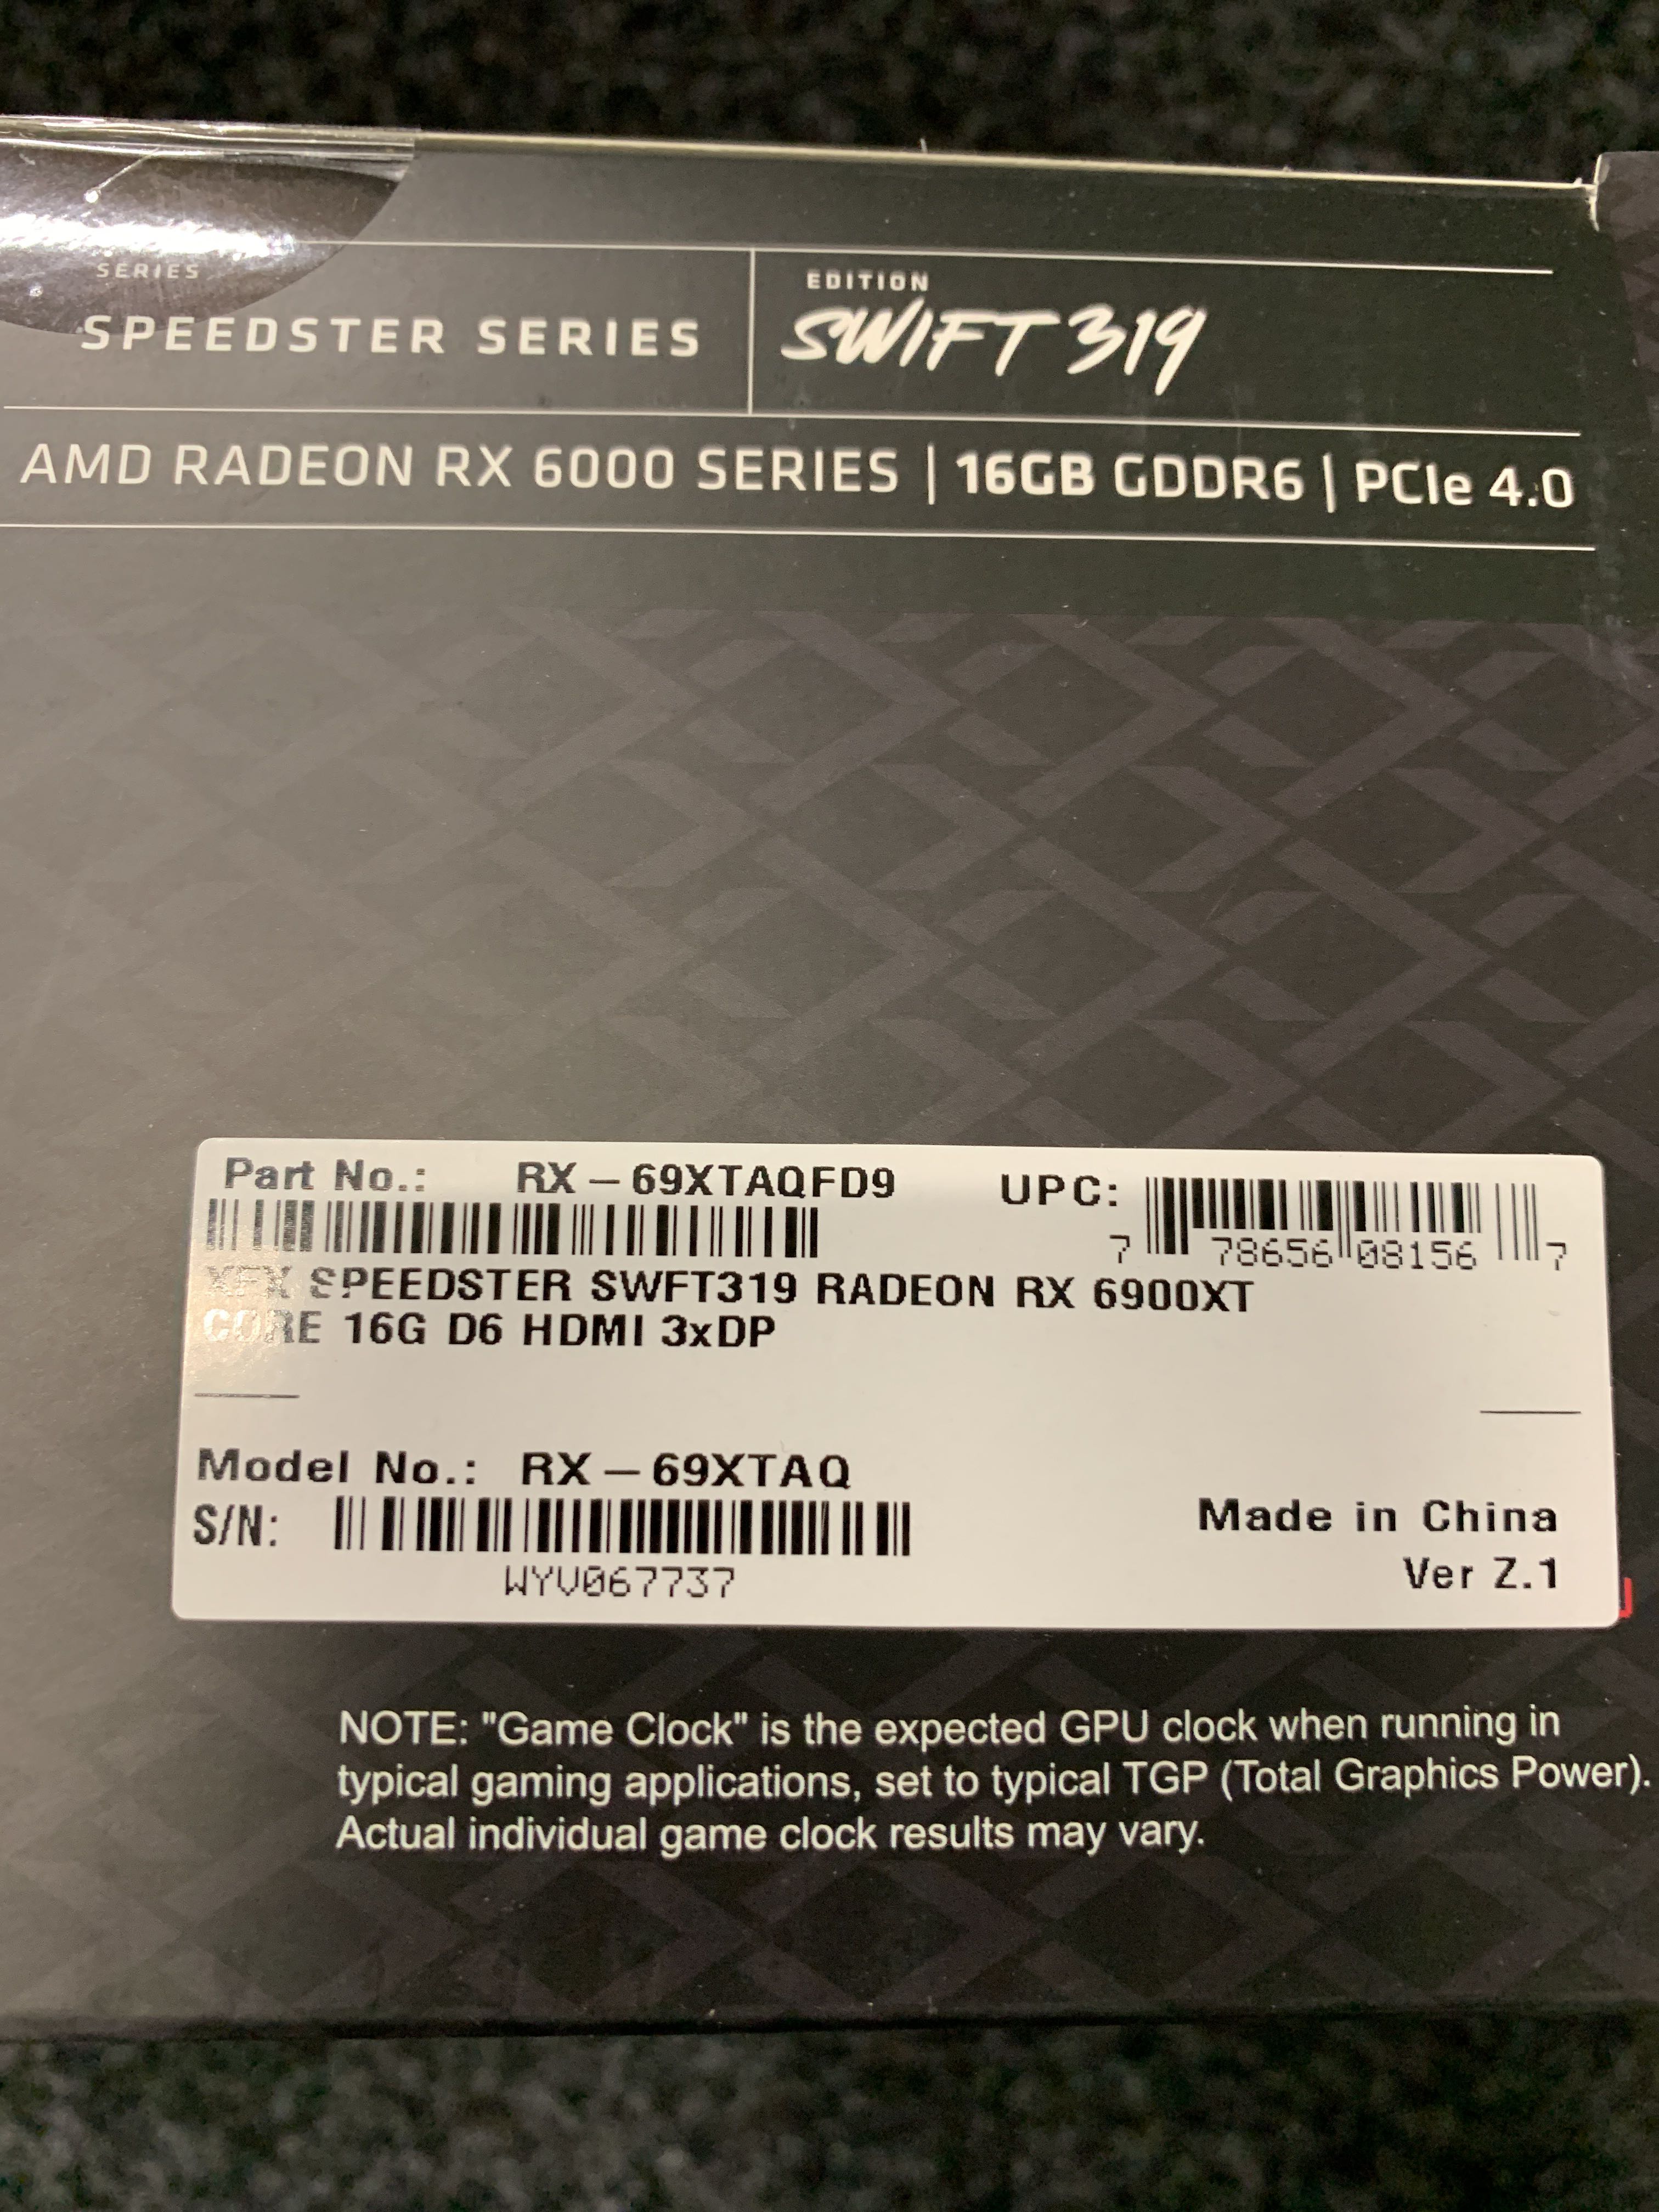 SERIES
SPEEDSTER SERIES
EDITION
SWIFT 319
AMD RADEON RX 6000 SERIES | 16GB GDDR6 | PCIe 4.0
Part No.: RX-69XTAQFD9 UPC:
7 78656 08156 7
XFX SPEEDSTER SWFT319 RADEON RX 6900XT
CORE 16G D6 HDMI 3xDP
Model No.: RX-69XTAQ
S/N:
WYV067737
Made in China
Ver Z.1
NOTE: "Game Clock" is the expected GPU clock when running in
typical gaming applications, set to typical TGP (Total Graphics Power).
Actual individual game clock results may vary.